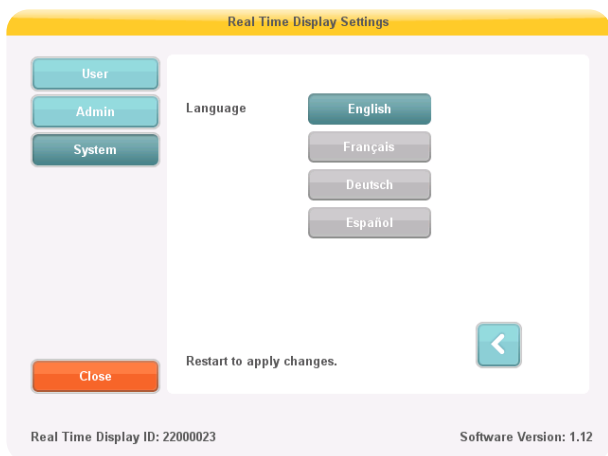 Real Time Display Settings
User
Admin
System
Language
English
Français
Deutsch
Español
Restart to apply changes.
Close
Real Time Display ID: 22000023
Software Version: 1.12